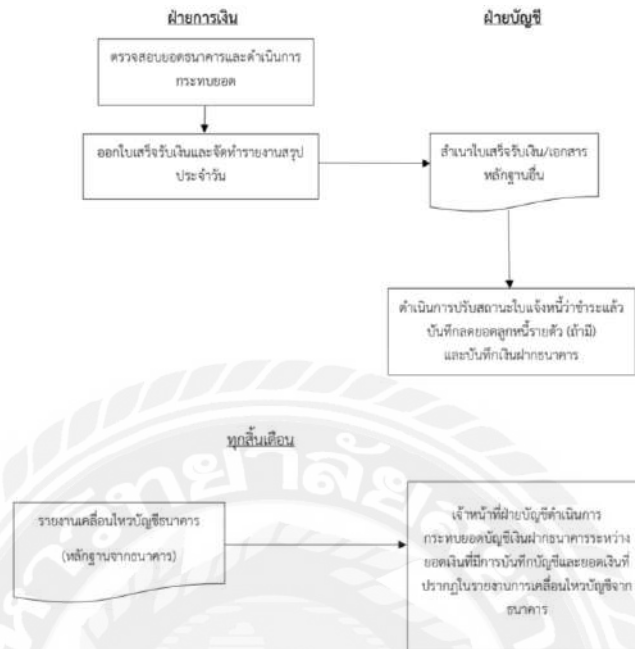 ฝ่ายการเงิน
ฝ่ายบัญชี
ตรวจสอบยอดธนาคารและดำเนินการ
กระทบยอด
ออกใบเสร็จรับเงินและจัดทำรายงานสรุป
ประจำวัน
สำเนาใบเสร็จรับเงิน/เอกสาร
หลักฐานอื่น
ดำเนินการปรับสถานะใบแจ้งหนี้ว่าชำระแล้ว
บันทึกลดยอดลูกหนี้รายตัว (ถ้ามี)
และบันทึกเงินฝากธนาคาร
ทุกสิ้นเดือน
รายงานเคลื่อนไหวบัญชีธนาคาร
(หลักฐานจากธนาคาร)
เจ้าหน้าที่ฝ่ายบัญชีดำเนินการ
กระทบยอดบัญชีเงินฝากธนาคารระหว่าง
ยอดเงินที่มีการบันทึกบัญชีและยอดเงินที่
ปรากฏในรายงานการเคลื่อนไหวบัญชีจาก
ธนาคาร